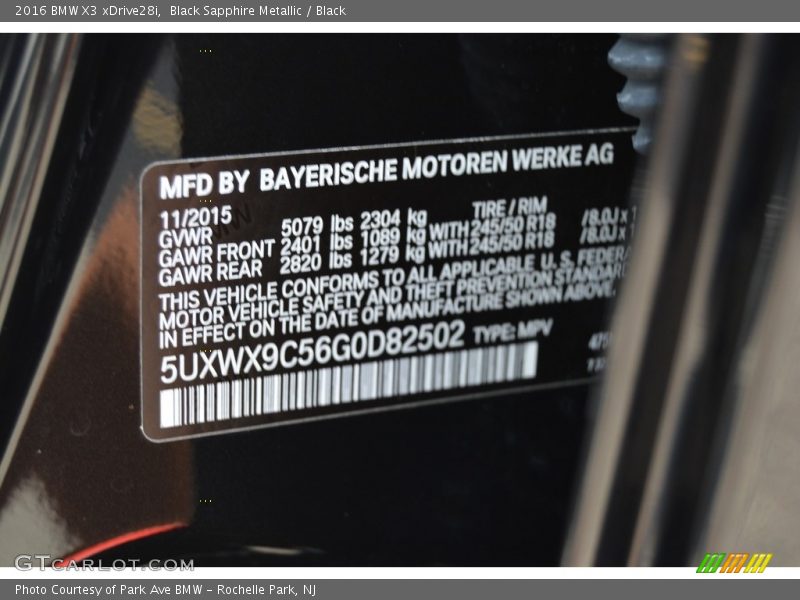 2016 BMW X3 xDrive28i,  Black Sapphire Metallic / Black
MFD BY BAYERISCHE MOTOREN WERKE AG
11/2015 TIRE / RIM
GVWR 5079 lbs 2304 kg
GAWR FRONT 2401 lbs 1089 kg WITH 245/50 R18 /8.0J x
GAWR REAR 2820 lbs 1279 kg WITH 245/50 R18 /8.0J x
THIS VEHICLE CONFORMS TO ALL APPLICABLE U.S.
MOTOR VEHICLE SAFETY AND THEFT PREVENTION
IN EFFECT ON THE DATE OF MANUFACTURE SHOWN ABOVE.
5UXWX9C56G0D82502 TYPE: MPV
GTCARLOT.COM
Photo Courtesy of Park Ave BMW - Rochelle Park, NJ